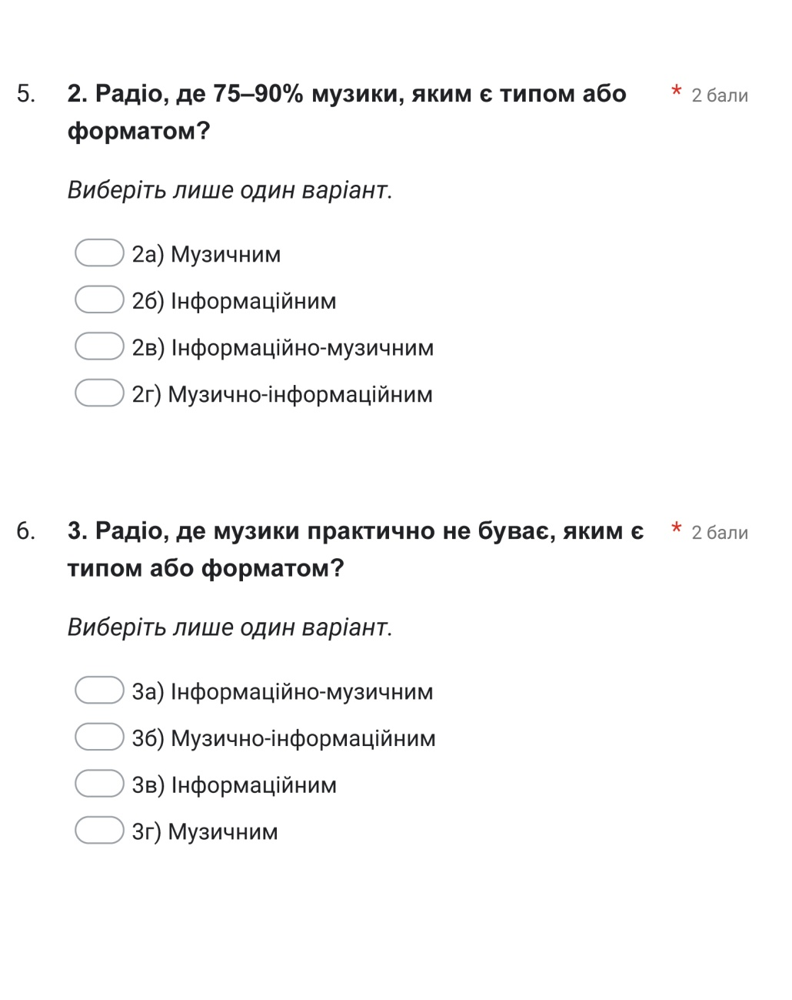 5. 2. Радіо, де 75–90% музики, яким є типом або * 2 бали
форматом?
Виберіть лише один варіант.
2а) Музичним
2б) Інформаційним
2в) Інформаційно-музичним
2г) Музично-інформаційним
6. 3. Радіо, де музики практично не буває, яким є * 2 бали
типом або форматом?
Виберіть лише один варіант.
3а) Інформаційно-музичним
3б) Музично-інформаційним
3в) Інформаційним
3г) Музичним